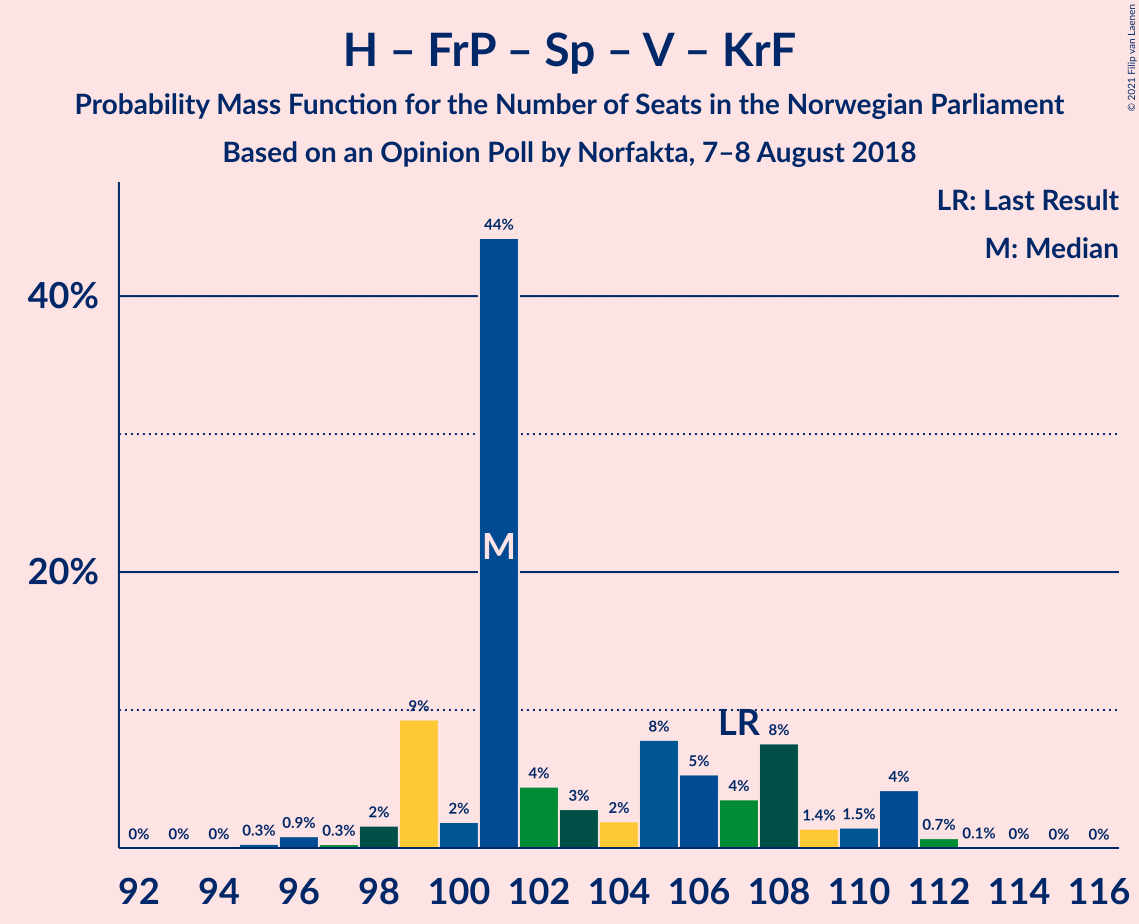 H – FrP – Sp – V – KrF
Probability Mass Function for the Number of Seats in the Norwegian Parliament
Based on an Opinion Poll by Norfakta, 7–8 August 2018
© 2021 Filip van Laenen
LR: Last Result
M: Median
40%
20%
0% 0% 0% 0.3% 0.9% 0.3% 2% 9% 2% 44% 4% 3% 2% 8% 5% 4% 8% 1.4% 1.5% 4% 0.7% 0.1% 0% 0% 0%
M
LR
92 94 96 98 100 102 104 106 108 110 112 114 116